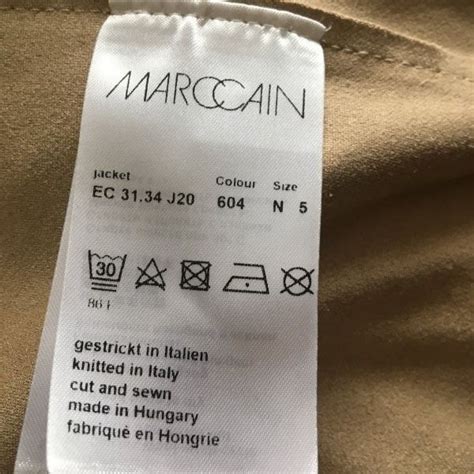 MARCCAIN
jacket Colour Size
EC 31.34 J20 604 N 5
30
gestrickt in Italien
knitted in Italy
cut and sewn
made in Hungary
fabriqué en Hongrie